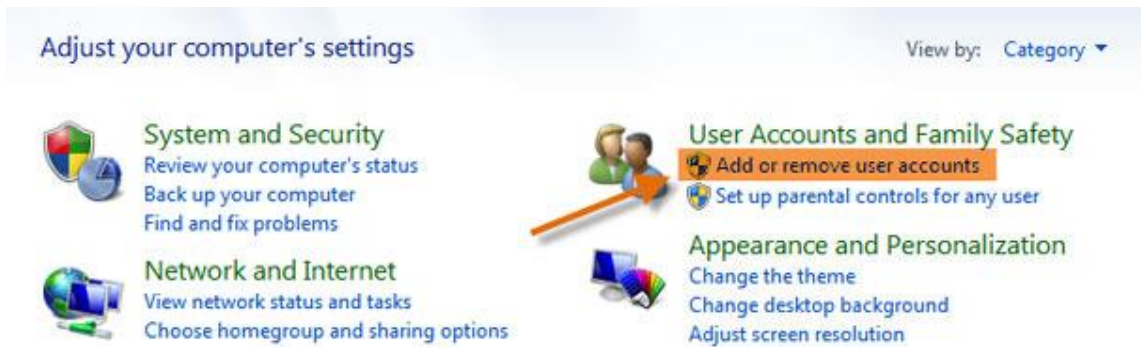 Adjust your computer's settings
View by: Category
System and Security
Review your computer's status
Back up your computer
Find and fix problems
Network and Internet
View network status and tasks
Choose homegroup and sharing options
User Accounts and Family Safety
Add or remove user accounts
Set up parental controls for any user
Appearance and Personalization
Change the theme
Change desktop background
Adjust screen resolution